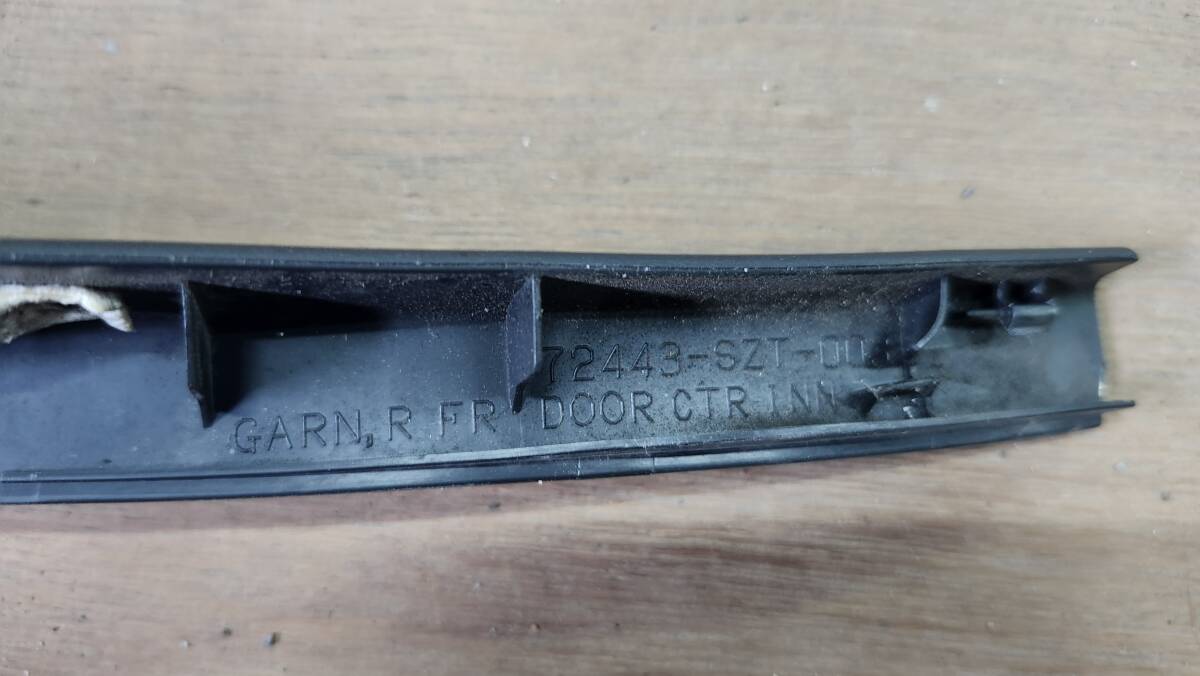 72443-SZT-00
GARN, R FR DOOR CTR INN